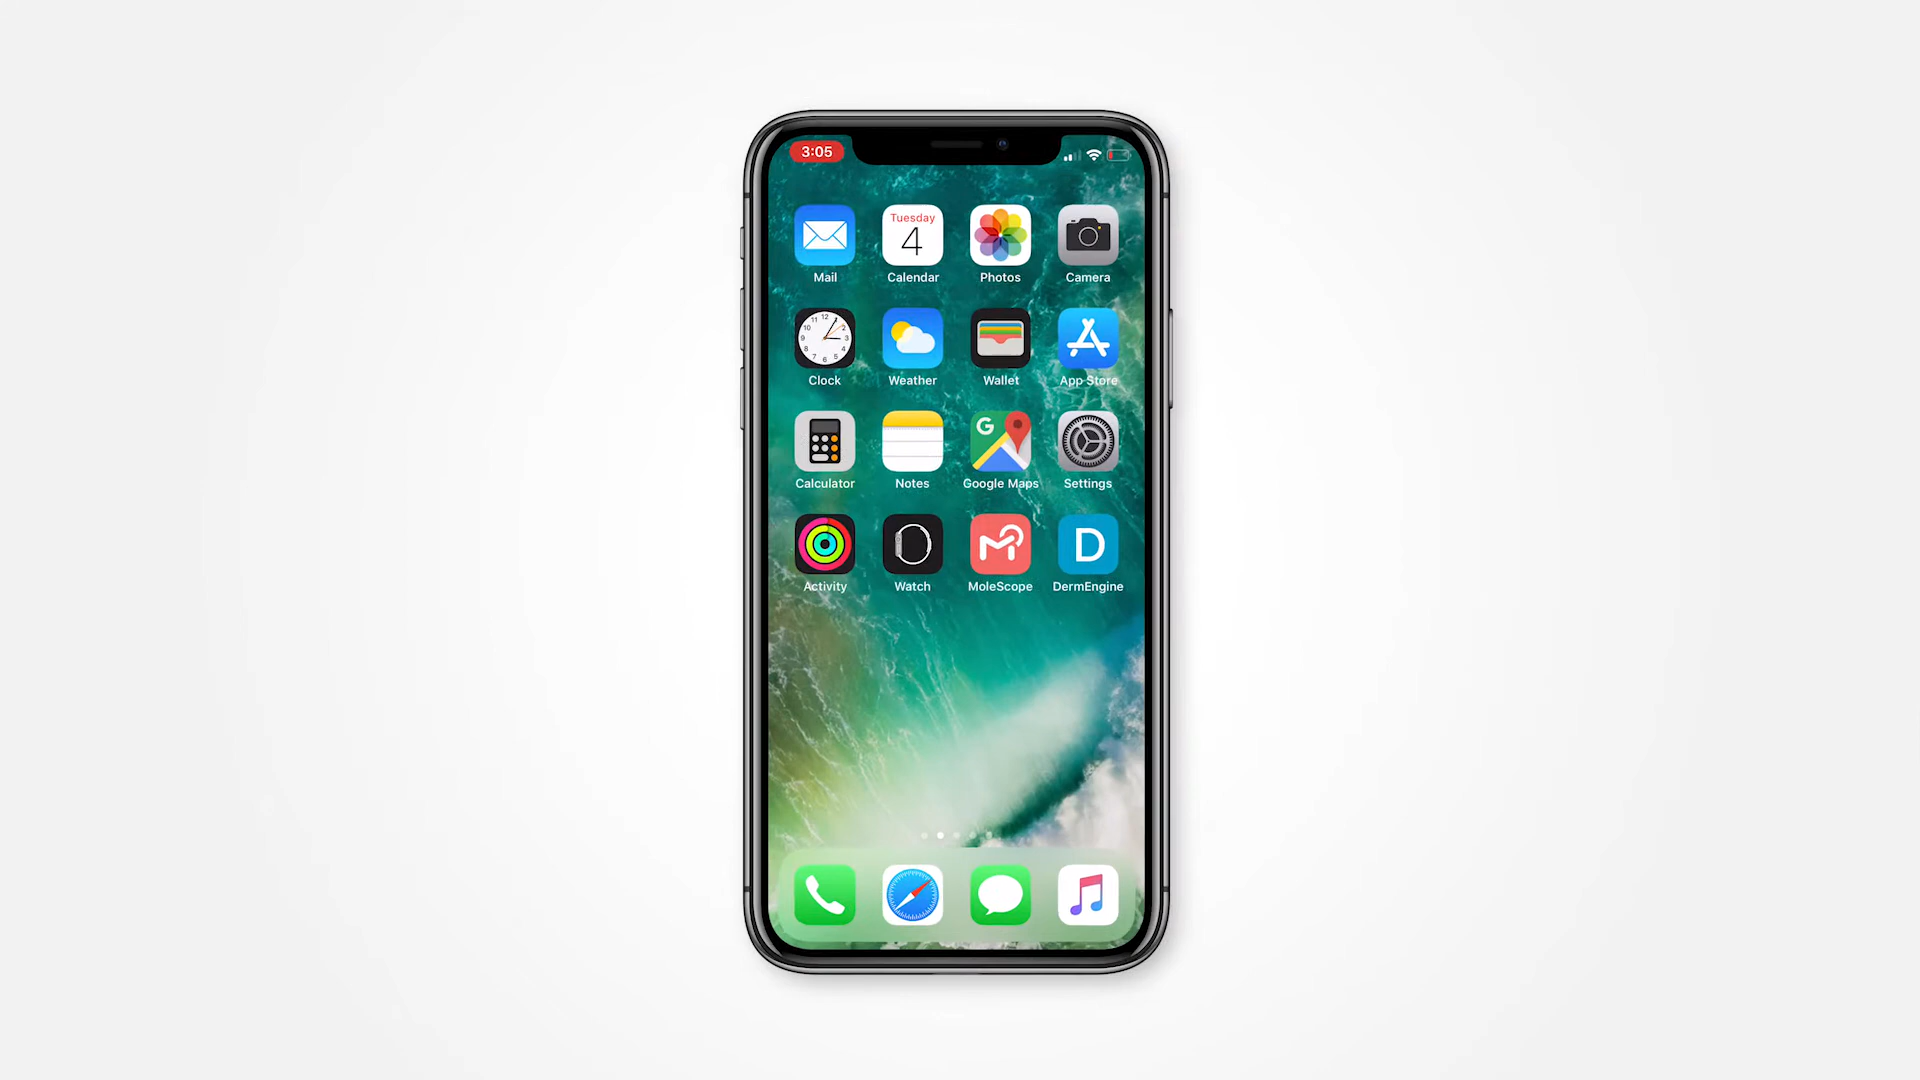 3:05
Tuesday
4
Mail
Calendar
Photos
Camera
Clock
Weather
Wallet
App Store
G
Calculator
Notes
Google Maps
Settings
D
Activity
Watch
MoleScope
DermEngine